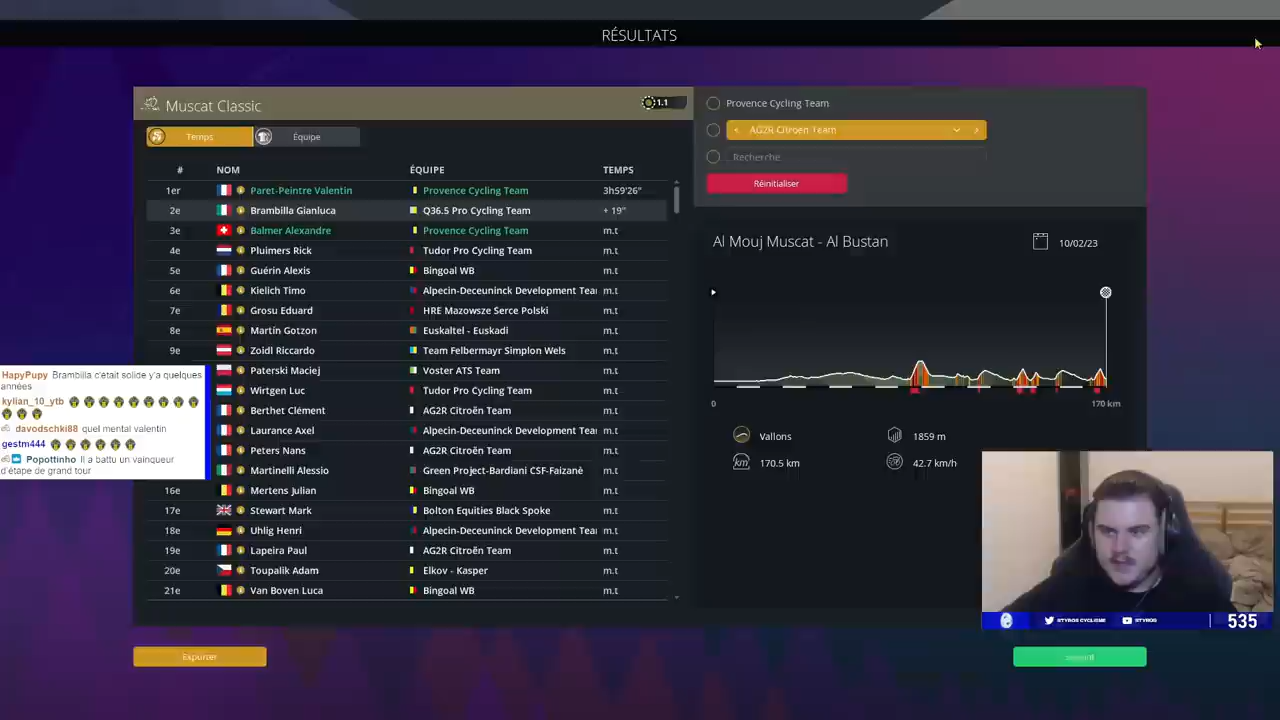 RÉSULTATS
Muscat Classic
1.1
Temps
Équipe
# NOM ÉQUIPE TEMPS
1er Paret-Peintre Valentin Provence Cycling Team 3h59'26"
2e Brambilla Gianluca Q36.5 Pro Cycling Team + 19"
3e Balmer Alexandre Provence Cycling Team m.t
4e Pluimers Rick Tudor Pro Cycling Team m.t
5e Guérin Alexis Bingoal WB m.t
6e Kielich Timo Alpecin-Deceuninck Development Tea m.t
7e Grosu Eduard HRE Mazowsze Serce Polski m.t
8e Martín Gotzon Euskaltel - Euskadi m.t
9e Zoidl Riccardo Team Felbermayr Simplon Wels m.t
Paterski Maciej Voster ATS Team m.t
Wirtgen Luc Tudor Pro Cycling Team m.t
Berthet Clément AG2R Citroën Team m.t
Laurance Axel Alpecin-Deceuninck Development Tea m.t
Peters Nans AG2R Citroën Team m.t
Martinelli Alessio Green Project-Bardiani CSF-Faizanè m.t
16e Mertens Julian Bingoal WB m.t
17e Stewart Mark Bolton Equities Black Spoke m.t
18e Uhlig Henri Alpecin-Deceuninck Development Tea m.t
19e Lapeira Paul AG2R Citroën Team m.t
20e Toupalik Adam Elkov - Kasper m.t
21e Van Boven Luca Bingoal WB m.t
Provence Cycling Team
AG2R Citroën Team
Recherche
Réinitialiser
Al Mouj Muscat - Al Bustan
10/02/23
0
170 km
Vallons
1859 m
km 170.5 km
42.7 km/h
HapyPupy Brambilla c'était solide y'a quelques
années
kylian_10_ytb
davodschki88 quel mental valentin
gestm444
Popottinho Il a battu un vainqueur
d'étape de grand tour
STYROS CYCLISME
STYROS
535
Exporter
Suivant